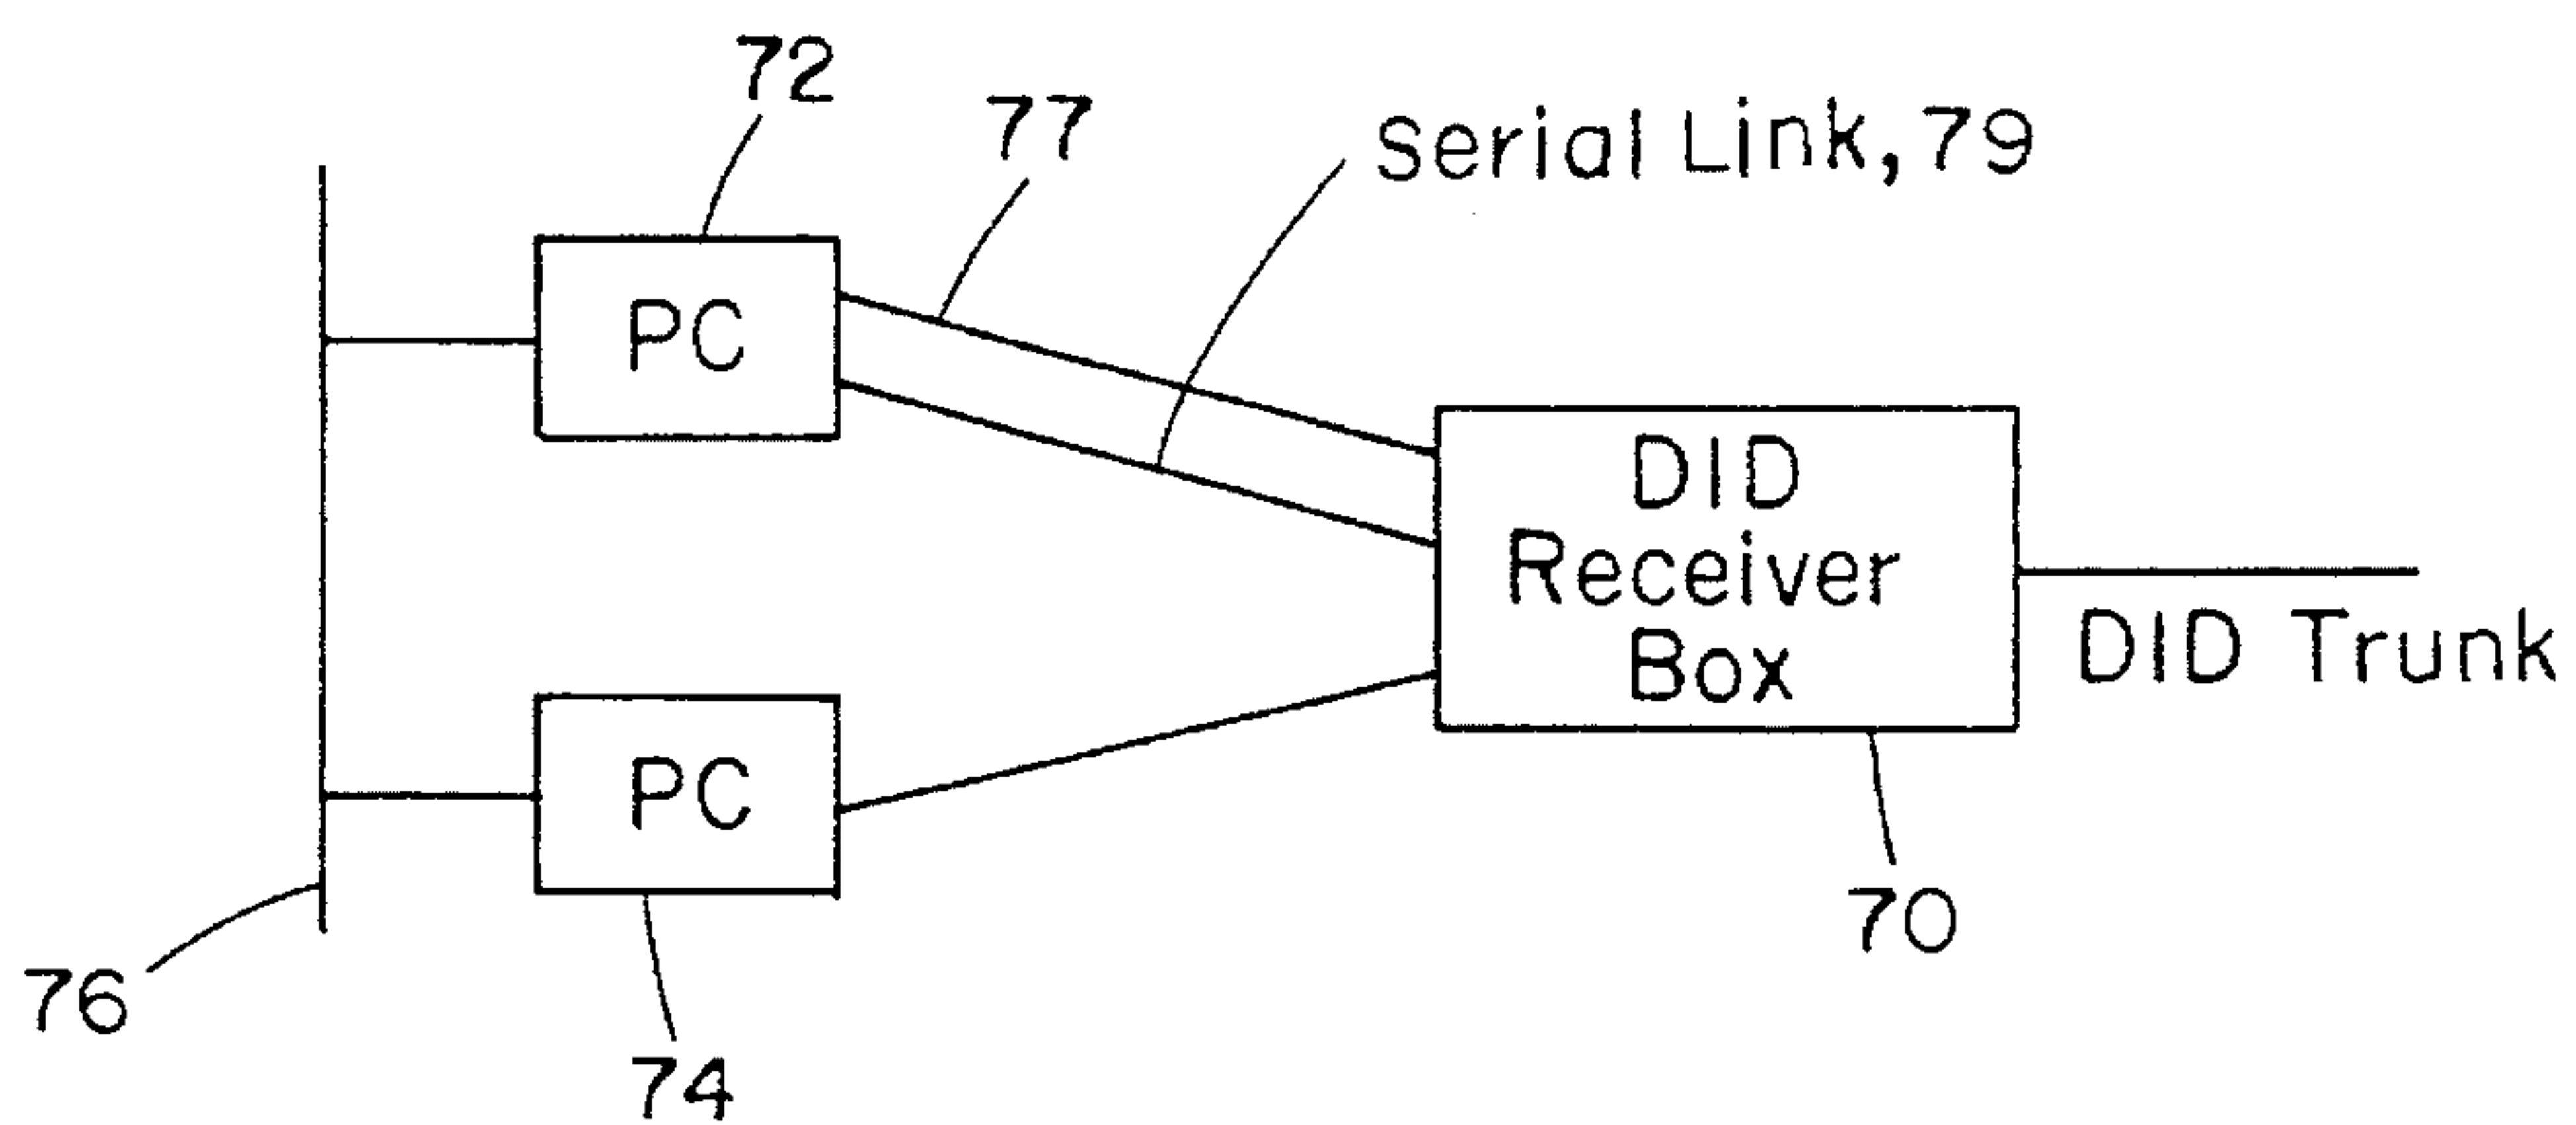 72
77
Serial Link, 79
PC
DID
Receiver
Box
DID Trunk
PC
70
76
74